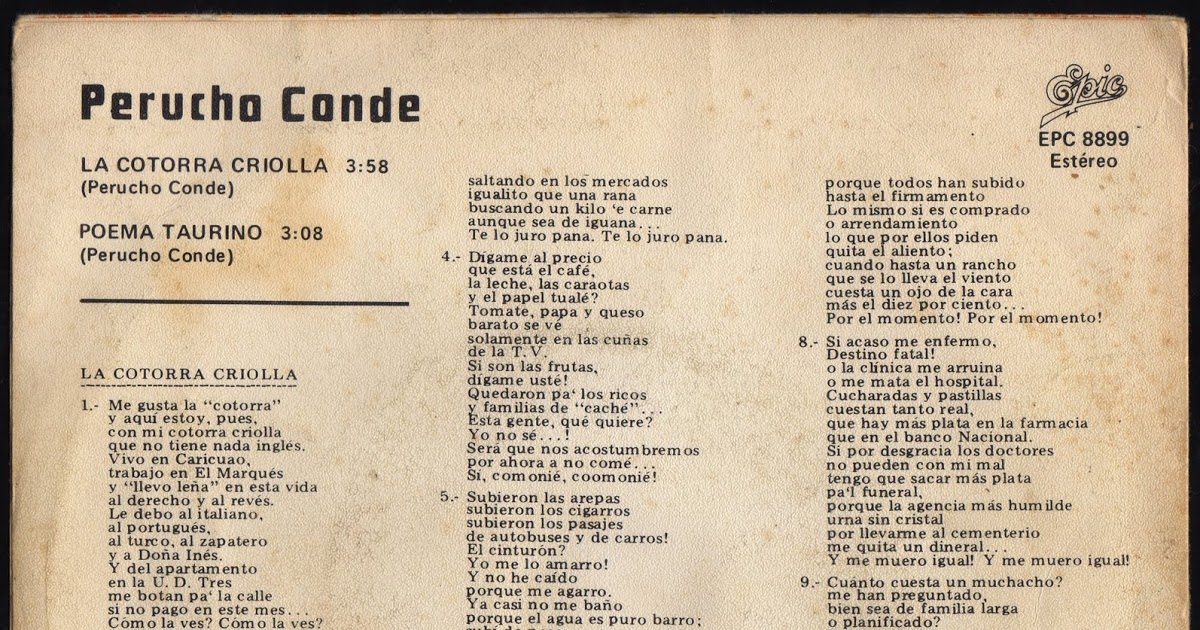 Perucho Conde
LA COTORRA CRIOLLA 3:58
(Perucho Conde)
POEMA TAURINO 3:08
(Perucho Conde)
Epic
EPC 8899
Estéreo
LA COTORRA CRIOLLA
1.- Me gusta la “cotorra”
y aquí estoy, pues,
con mi cotorra criolla
que no tiene nada inglés.
Vivo en Caricuao,
trabajo en El Marqués
y “llevo leña” en esta vida
al derecho y al revés.
Le debo al italiano,
al portugués,
al turco, al zapatero
y a Doña Inés.
Y del apartamento
en la U. D. Tres
me botan pa‘ la calle
si no pago en este mes...
Cómo la ves? Cómo la ves?
saltando en los mercados
igualito que una rana
buscando un kilo ‘e carne
aunque sea de iguana...
Te lo juro pana. Te lo juro pana.
4.- Dígame al precio
que está el café,
la leche, las caraotas
y el papel tualé?
Tomate, papa y queso
barato se vé
solamente en las cuñas
de la T.V.
Si son las frutas,
dígame usté!
Quedaron pa‘ los ricos
y familias de “caché”...
Esta gente, qué quiere?
Yo no sé...!
Será que nos acostumbremos
por ahora a no comé...
Sí, comonié, coomonié!
5.- Subieron las arepas
subieron los cigarros
subieron los pasajes
de autobuses y de carros!
El cinturón?
Yo me lo amarro!
Y no he caído
porque me agarro.
Ya casi no me baño
porque el agua es puro barro;
porque todos han subido
hasta el firmamento
Lo mismo si es comprado
o arrendamiento
lo que por ellos piden
quita el aliento;
cuando hasta un rancho
que se lo lleva el viento
cuesta un ojo de la cara
más el diez por ciento...
Por el momento! Por el momento!
8.- Si acaso me enfermo,
Destino fatal!
o la clínica me arruina
o me mata el hospital.
Cucharadas y pastillas
cuestan tanto real,
que hay más plata en la farmacia
que en el banco Nacional.
Si por desgracia los doctores
no pueden con mi mal
tengo que sacar más plata
pa‘l funeral,
porque la agencia más humilde
urna sin cristal
por llevarme al cementerio
me quita un dineral...
Y me muero igual! Y me muero igual!
9.- Cuánto cuesta un muchacho?
me han preguntado,
bien sea de familia larga
o planificado?